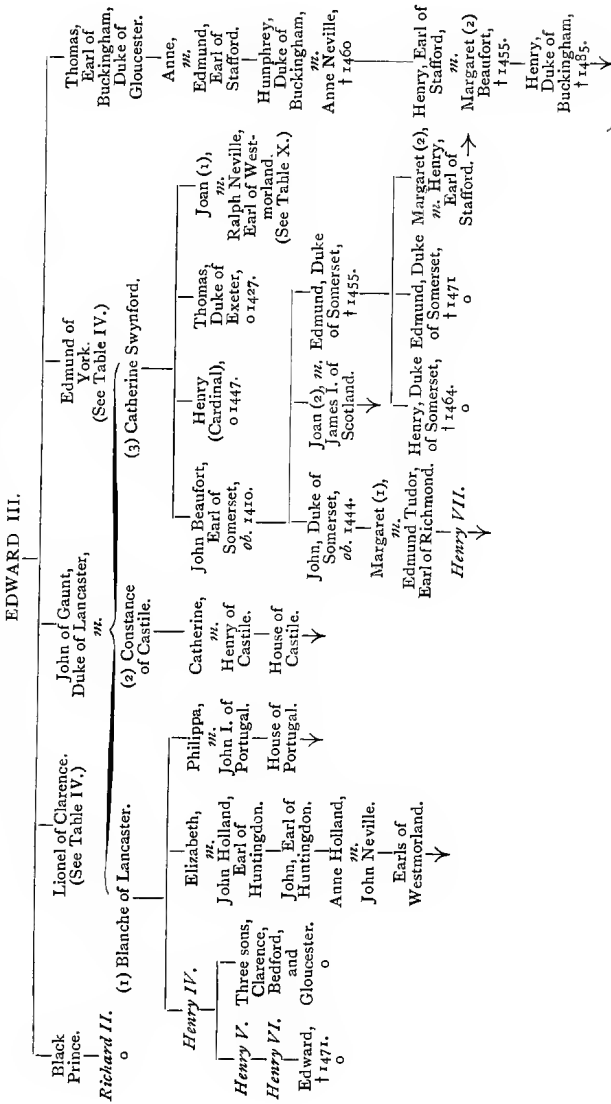 EDWARD III.
Black
Prince.
Richard II.
o
Lionel of Clarence.
(See Table IV.)
John of Gaunt,
Duke of Lancaster,
m.
Edmund of
York.
(See Table IV.)
Thomas,
Earl of
Buckingham,
Duke of
Gloucester.
Anne,
m.
Edmund,
Earl of
Stafford.
Humphrey,
Duke of
Buckingham,
m.
Anne Neville,
† 1460
Henry, Earl of
Stafford,
m.
Margaret (2)
Beaufort,
† 1455.
Henry,
Duke of
Buckingham,
† 1485.
(1) Blanche of Lancaster.
(2) Constance
of Castile.
(3) Catherine Swynford.
Henry IV.
Henry V.
Henry VI.
Edward,
† 1471.
o
Three sons,
Clarence,
Bedford,
and
Gloucester.
o
Elizabeth,
m.
John Holland,
Earl of
Huntingdon.
John, Earl of
Huntingdon.
Anne Holland,
m.
John Neville.
Earls of
Westmorland.
Philippa,
m.
John I. of
Portugal.
House of
Portugal.
Catherine,
m.
Henry of
Castile.
House of
Castile.
John Beaufort,
Earl of
Somerset,
ob. 1410.
Henry
(Cardinal),
o 1447.
Thomas,
Duke of
Exeter,
o 1427.
Joan (1),
m.
Ralph Neville,
Earl of West-
morland.
(See Table X.)
John, Duke of
Somerset,
ob. 1444.
Margaret (1),
m.
Edmund Tudor,
Earl of Richmond.
Henry VII.
Joan (2), m.
James I. of
Scotland.
Edmund, Duke
of Somerset,
† 1455.
Henry, Duke
of Somerset,
† 1464.
o
Edmund, Duke
of Somerset,
† 1471
o
Margaret (2),
m. Henry,
Earl of
Stafford.